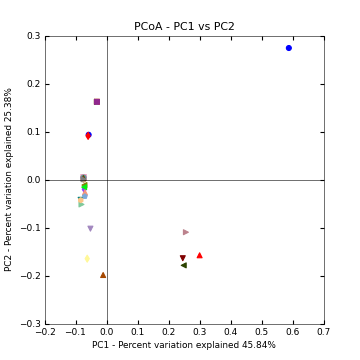 PCoA - PC1 vs PC2
0.3
0.2
0.1
0.0
−0.1
−0.2
−0.3
PC2 - Percent variation explained 25.38%
−0.2 −0.1 0.0 0.1 0.2 0.3 0.4 0.5 0.6 0.7
PC1 - Percent variation explained 45.84%